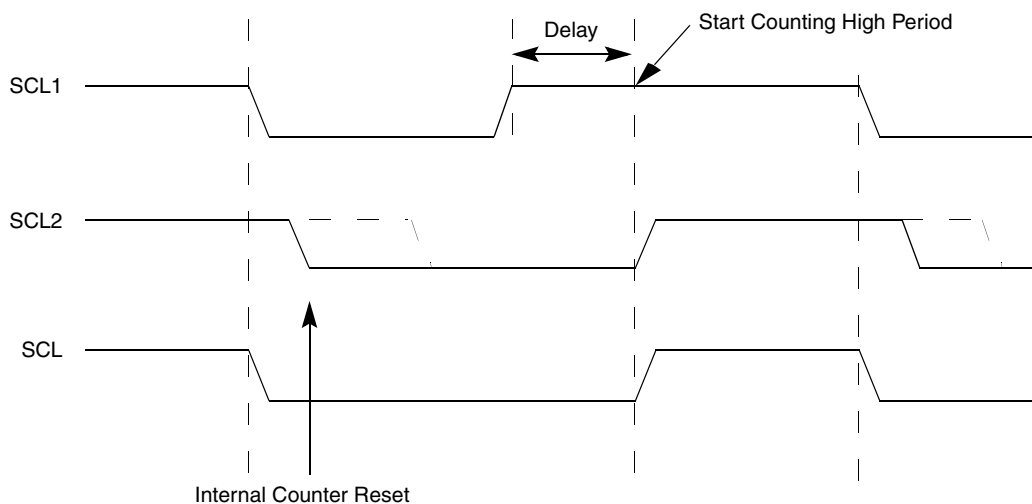 Start Counting High Period
Delay
SCL1
SCL2
SCL
Internal Counter Reset